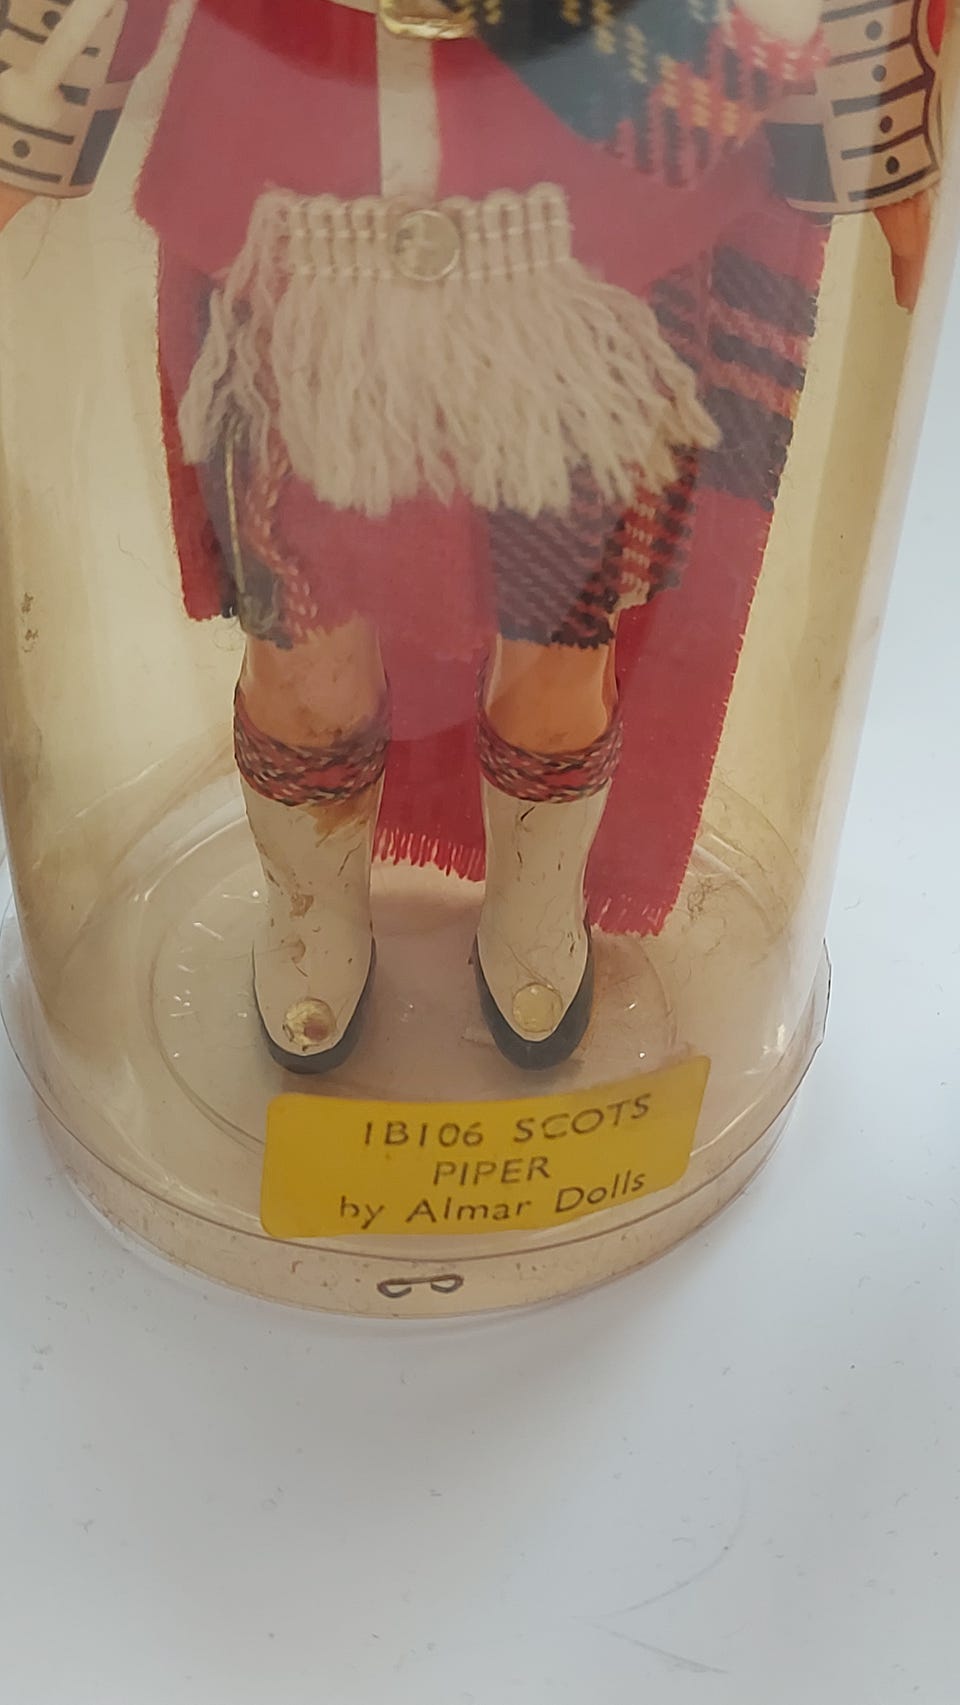 1B106 SCOTS
PIPER
by Almar Dolls